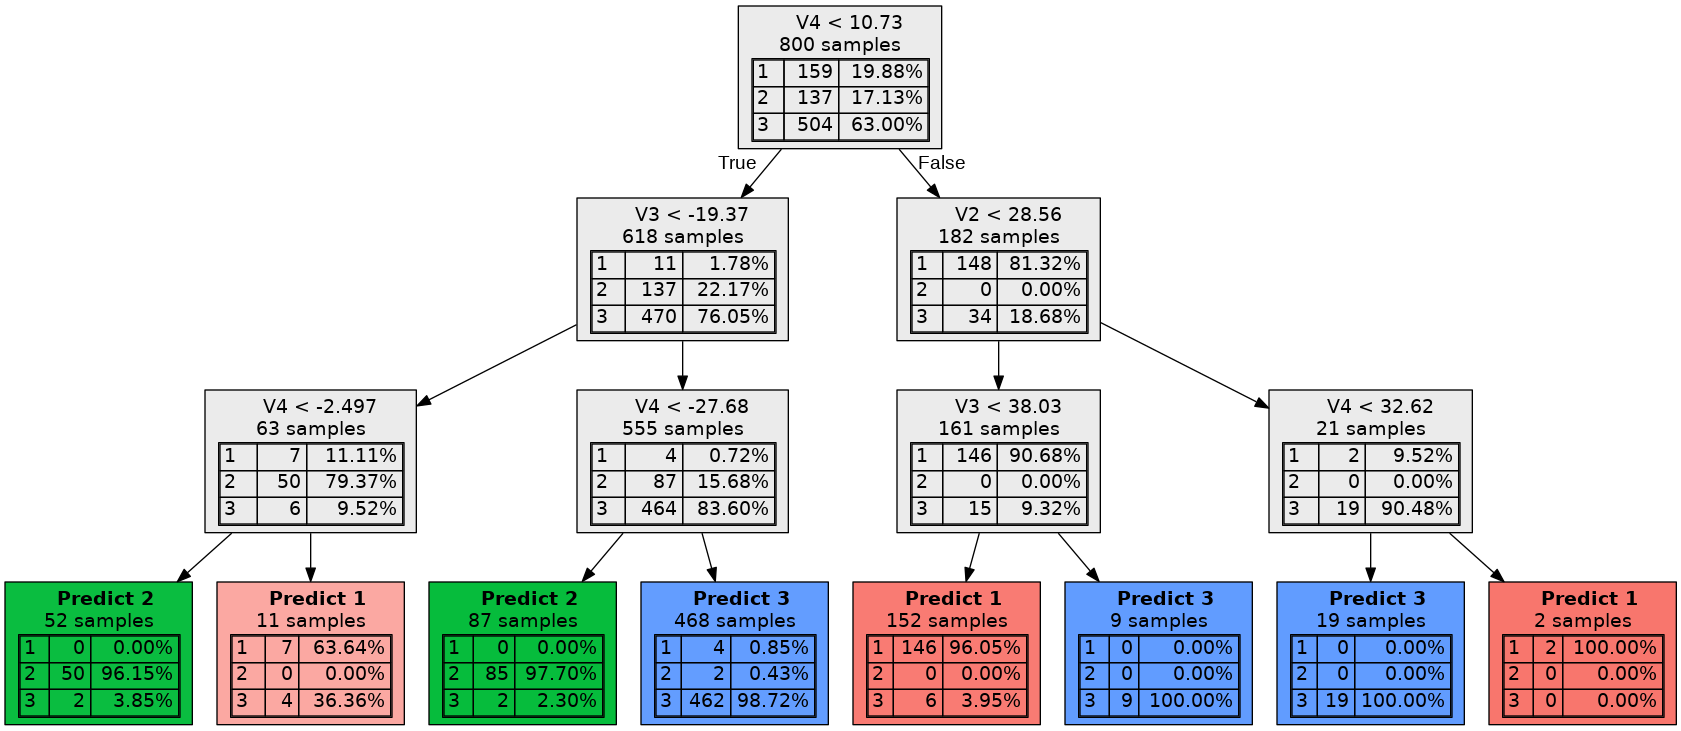 V4 < 10.73
800 samples
1 159 19.88%
2 137 17.13%
3 504 63.00%
True
False
V3 < -19.37
618 samples
1 11 1.78%
2 137 22.17%
3 470 76.05%
V2 < 28.56
182 samples
1 148 81.32%
2 0 0.00%
3 34 18.68%
V4 < -2.497
63 samples
1 7 11.11%
2 50 79.37%
3 6 9.52%
V4 < -27.68
555 samples
1 4 0.72%
2 87 15.68%
3 464 83.60%
V3 < 38.03
161 samples
1 146 90.68%
2 0 0.00%
3 15 9.32%
V4 < 32.62
21 samples
1 2 9.52%
2 0 0.00%
3 19 90.48%
Predict 2
52 samples
1 0 0.00%
2 50 96.15%
3 2 3.85%
Predict 1
11 samples
1 7 63.64%
2 0 0.00%
3 4 36.36%
Predict 2
87 samples
1 0 0.00%
2 85 97.70%
3 2 2.30%
Predict 3
468 samples
1 4 0.85%
2 2 0.43%
3 462 98.72%
Predict 1
152 samples
1 146 96.05%
2 0 0.00%
3 6 3.95%
Predict 3
9 samples
1 0 0.00%
2 0 0.00%
3 9 100.00%
Predict 3
19 samples
1 0 0.00%
2 0 0.00%
3 19 100.00%
Predict 1
2 samples
1 2 100.00%
2 0 0.00%
3 0 0.00%